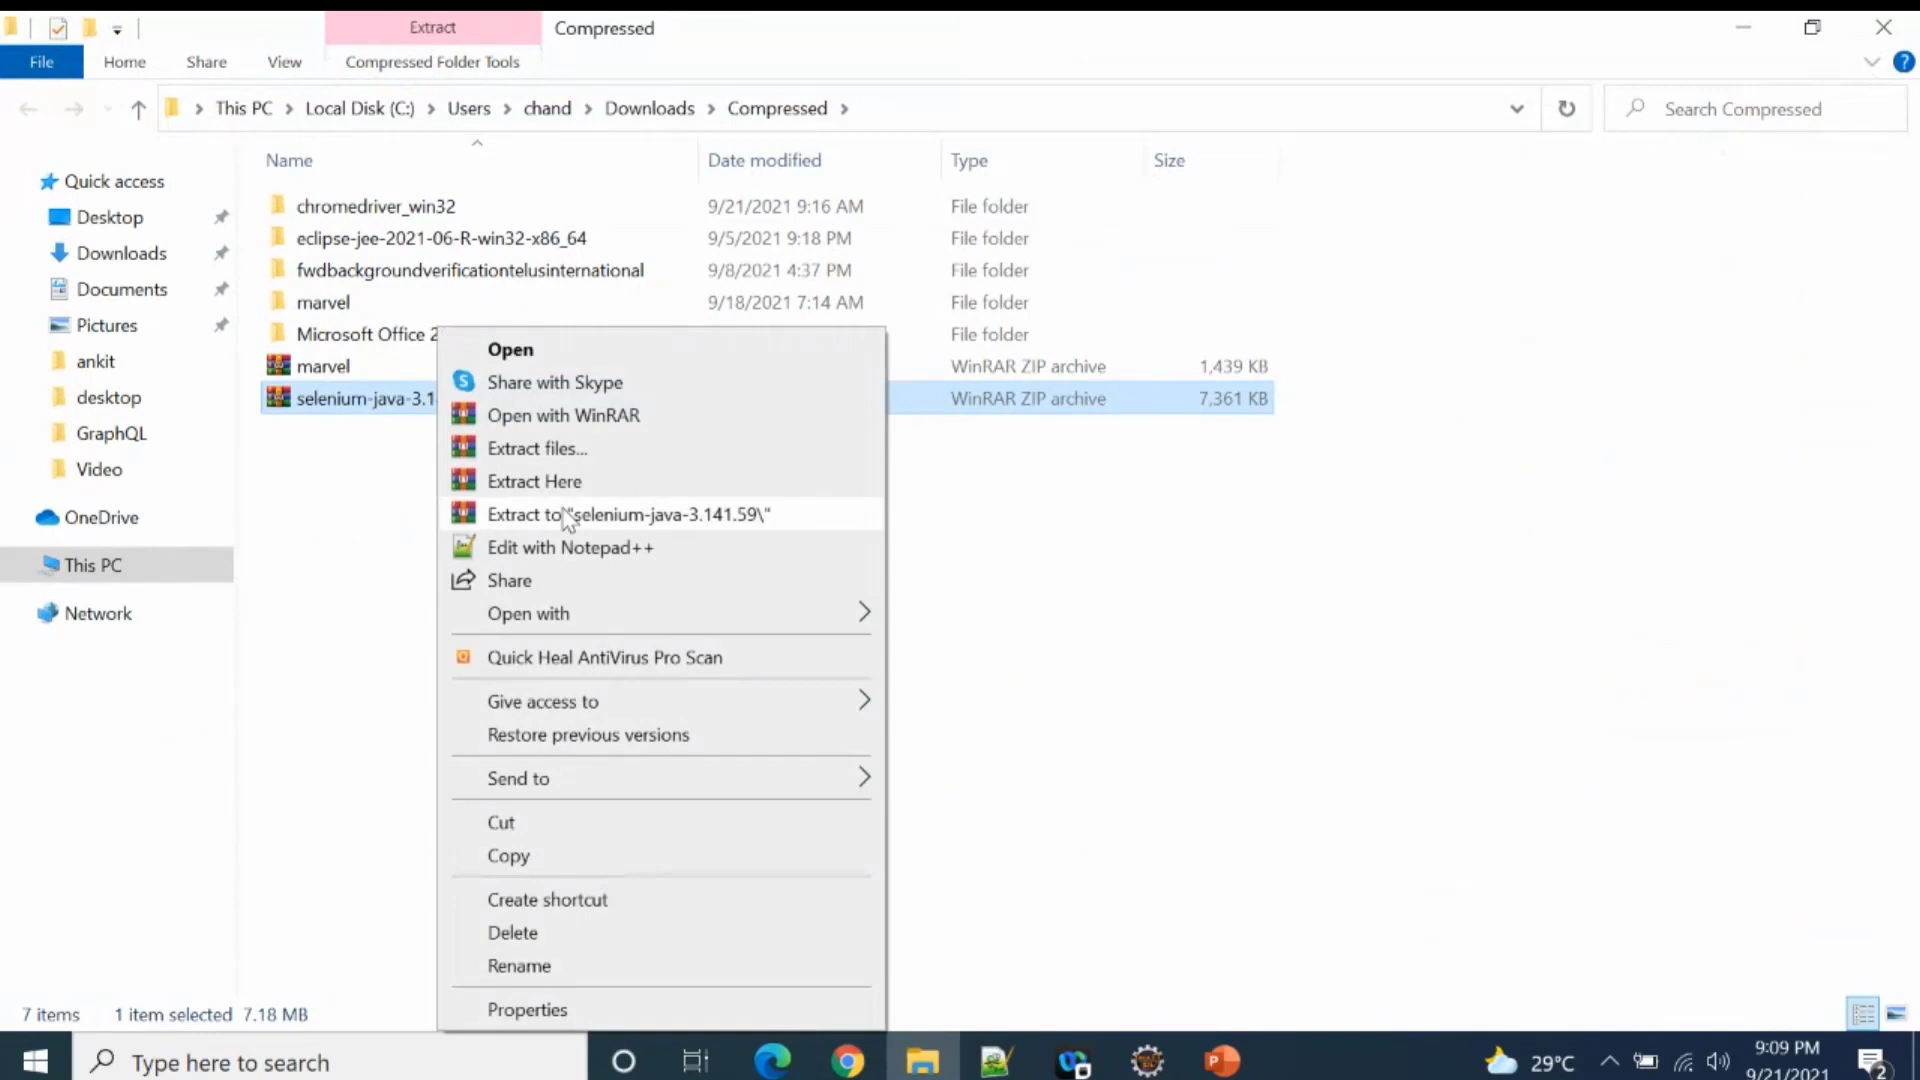 Extract
Compressed
File
Home
Share
View
Compressed Folder Tools
?
This PC
Local Disk (C:)
Users
chand
Downloads
Compressed
Search Compressed
Name
Date modified
Type
Size
Quick access
Desktop
Downloads
Documents
Pictures
ankit
desktop
GraphQL
Video
OneDrive
This PC
Network
chromedriver_win32 9/21/2021 9:16 AM File folder
eclipse-jee-2021-06-R-win32-x86_64 9/5/2021 9:18 PM File folder
fwdbackgroundverificationtelusinternational 9/8/2021 4:37 PM File folder
marvel 9/18/2021 7:14 AM File folder
Microsoft Office 2 File folder
marvel WinRAR ZIP archive 1,439 KB
selenium-java-3.1 WinRAR ZIP archive 7,361 KB
Open
Share with Skype
Open with WinRAR
Extract files...
Extract Here
Extract to "selenium-java-3.141.59\"
Edit with Notepad++
Share
Open with
Quick Heal AntiVirus Pro Scan
Give access to
Restore previous versions
Send to
Cut
Copy
Create shortcut
Delete
Rename
Properties
7 items 1 item selected 7.18 MB
Type here to search
29°C
9:09 PM
9/21/2021
2